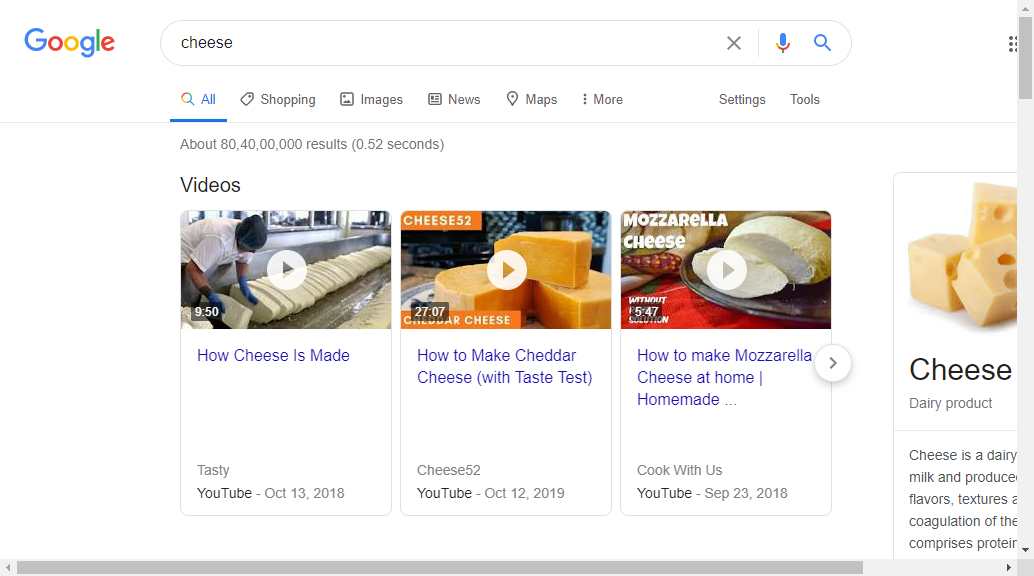 Google
cheese
All
Shopping
Images
News
Maps
More
Settings
Tools
About 80,40,00,000 results (0.52 seconds)
Videos
9:50
How Cheese Is Made
Tasty
YouTube - Oct 13, 2018
CHEESE52
27:07
CHEDDAR CHEESE
How to Make Cheddar
Cheese (with Taste Test)
Cheese52
YouTube - Oct 12, 2019
MOZZARELLA
CHEESE
WITHOUT
5:47
SOLUTION
How to make Mozzarella
Cheese at home |
Homemade ...
Cook With Us
YouTube - Sep 23, 2018
Cheese
Dairy product
Cheese is a dairy
milk and produce
flavors, textures a
coagulation of the
comprises protein